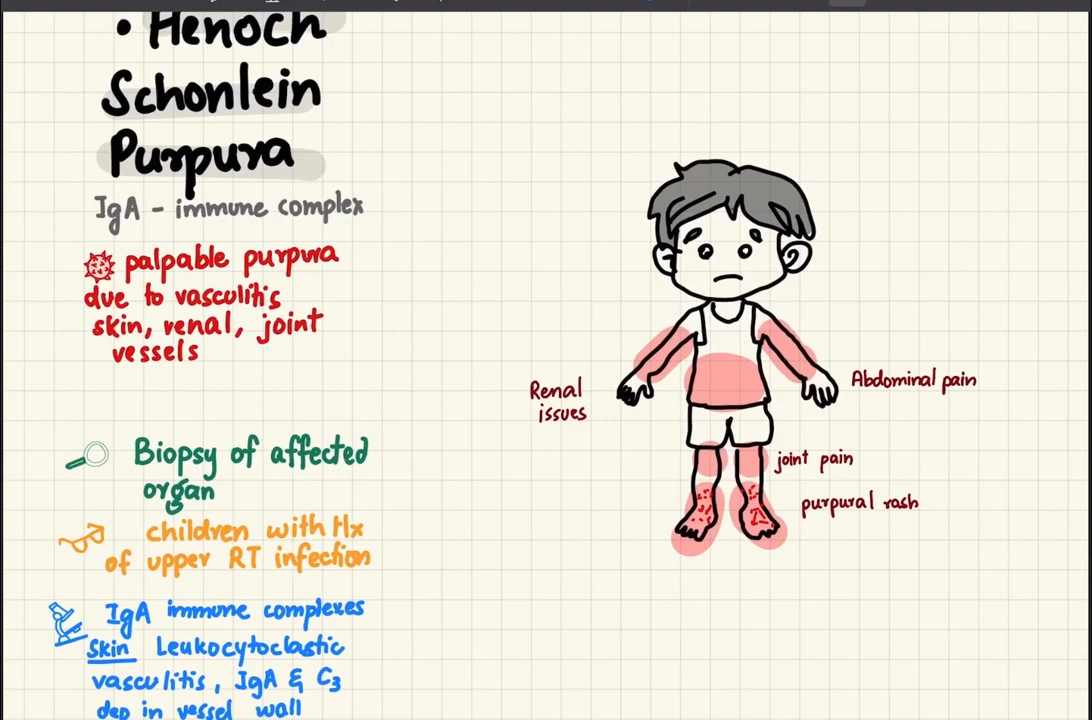 • Henoch
Schonlein
Purpura
IgA - immune complex
palpable purpura
due to vasculitis
skin, renal, joint
vessels
Biopsy of affected
organ
children with Hx
of upper RT infection
IgA immune complexes
Skin Leukocytoclastic
vasculitis, IgA & C3
dep in vessel wall
Renal
issues
Abdominal pain
joint pain
purpural rash